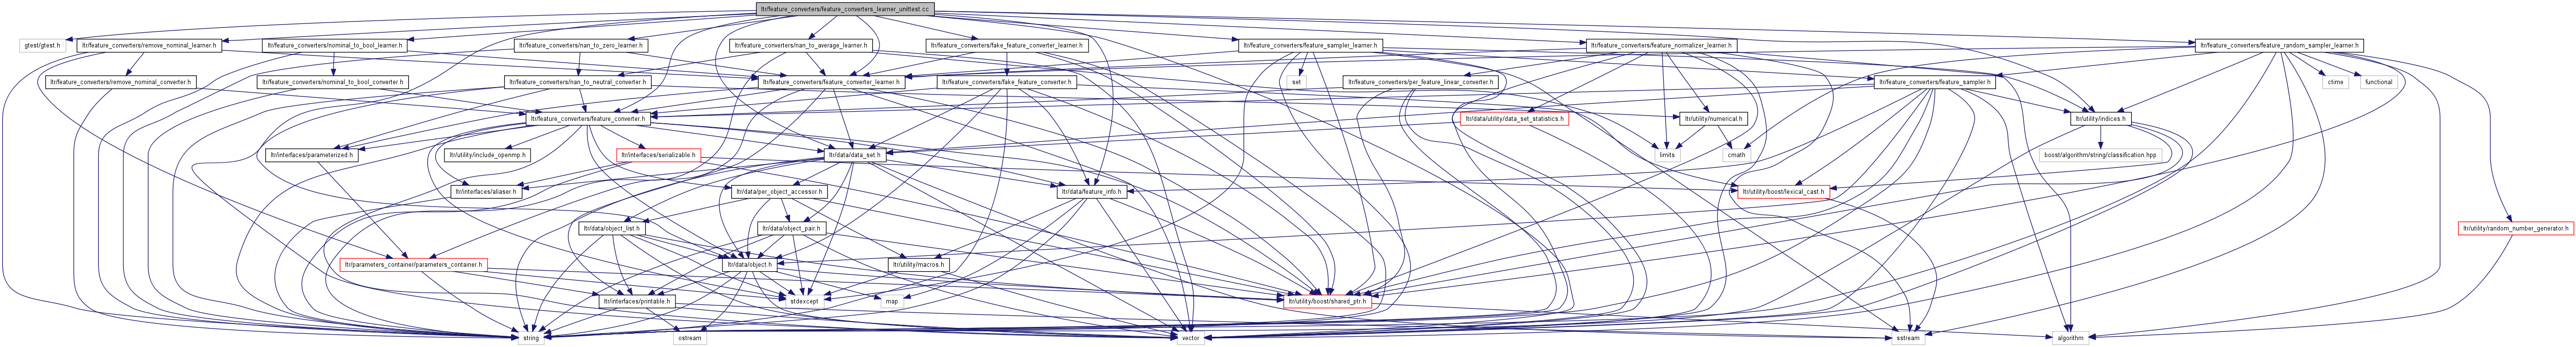 ltr/feature_converters/feature_converters_learner_unittest.cc
gtest/gtest.h
ltr/feature_converters/remove_nominal_learner.h
ltr/feature_converters/nominal_to_bool_learner.h
ltr/feature_converters/nan_to_zero_learner.h
ltr/feature_converters/nan_to_average_learner.h
ltr/feature_converters/fake_feature_converter_learner.h
ltr/feature_converters/feature_sampler_learner.h
ltr/feature_converters/feature_normalizer_learner.h
ltr/feature_converters/feature_random_sampler_learner.h
ltr/feature_converters/remove_nominal_converter.h
ltr/feature_converters/nominal_to_bool_converter.h
ltr/feature_converters/nan_to_neutral_converter.h
ltr/feature_converters/feature_converter_learner.h
ltr/feature_converters/fake_feature_converter.h
set
ltr/feature_converters/per_feature_linear_converter.h
ltr/feature_converters/feature_sampler.h
ctime
functional
ltr/feature_converters/feature_converter.h
ltr/data/utility/data_set_statistics.h
ltr/utility/numerical.h
ltr/utility/indices.h
ltr/interfaces/parameterized.h
ltr/utility/include_openmp.h
ltr/interfaces/serializable.h
ltr/data/data_set.h
limits
cmath
boost/algorithm/string/classification.hpp
ltr/interfaces/aliaser.h
ltr/data/per_object_accessor.h
ltr/data/feature_info.h
ltr/utility/boost/lexical_cast.h
ltr/data/object_list.h
ltr/data/object_pair.h
ltr/utility/random_number_generator.h
ltr/parameters_container/parameters_container.h
ltr/data/object.h
ltr/utility/macros.h
ltr/interfaces/printable.h
stdexcept
map
ltr/utility/boost/shared_ptr.h
string
ostream
vector
sstream
algorithm